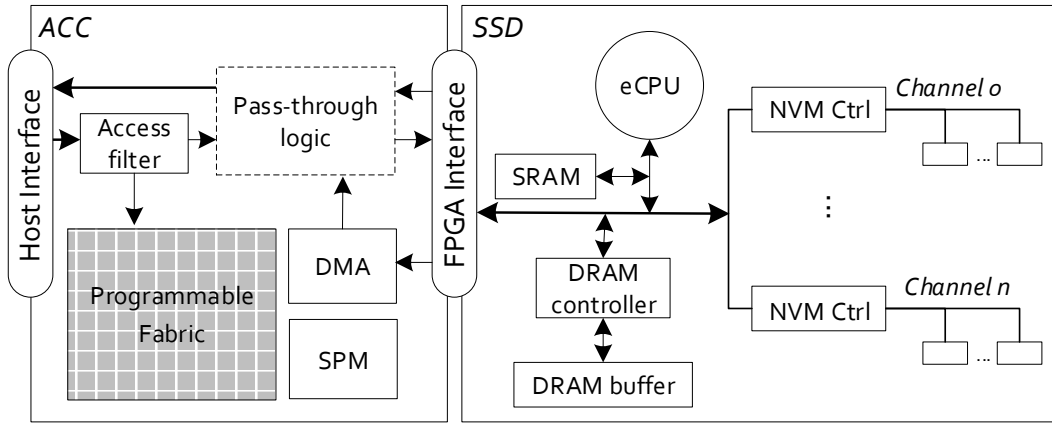 ACC
Host Interface
Access
filter
Pass-through
logic
Programmable
Fabric
DMA
SPM
FPGA Interface
SSD
eCPU
SRAM
DRAM
controller
DRAM buffer
NVM Ctrl
Channel 0
...
⋮
NVM Ctrl
Channel n
...